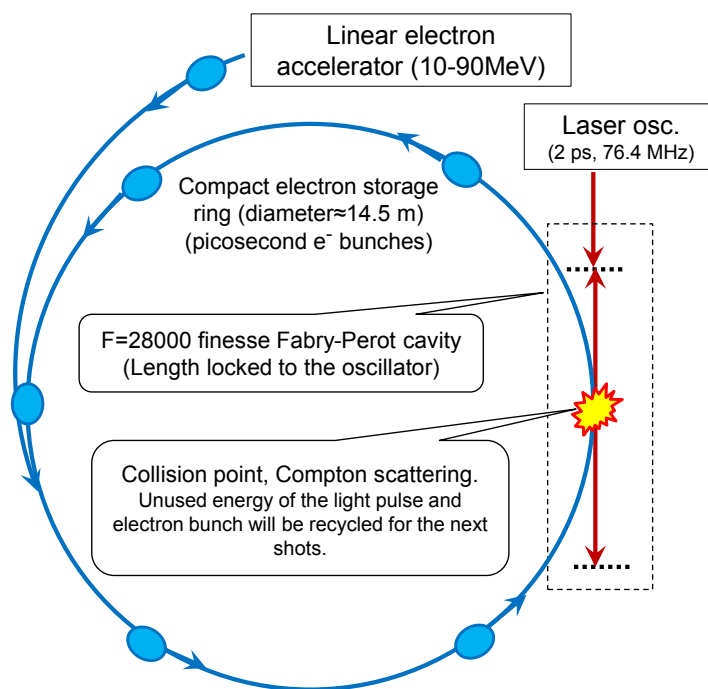 Linear electron
accelerator (10-90MeV)
Laser osc.
(2 ps, 76.4 MHz)
Compact electron storage
ring (diameter≈14.5 m)
(picosecond e⁻ bunches)
F=28000 finesse Fabry-Perot cavity
(Length locked to the oscillator)
Collision point, Compton scattering.
Unused energy of the light pulse and
electron bunch will be recycled for the next
shots.